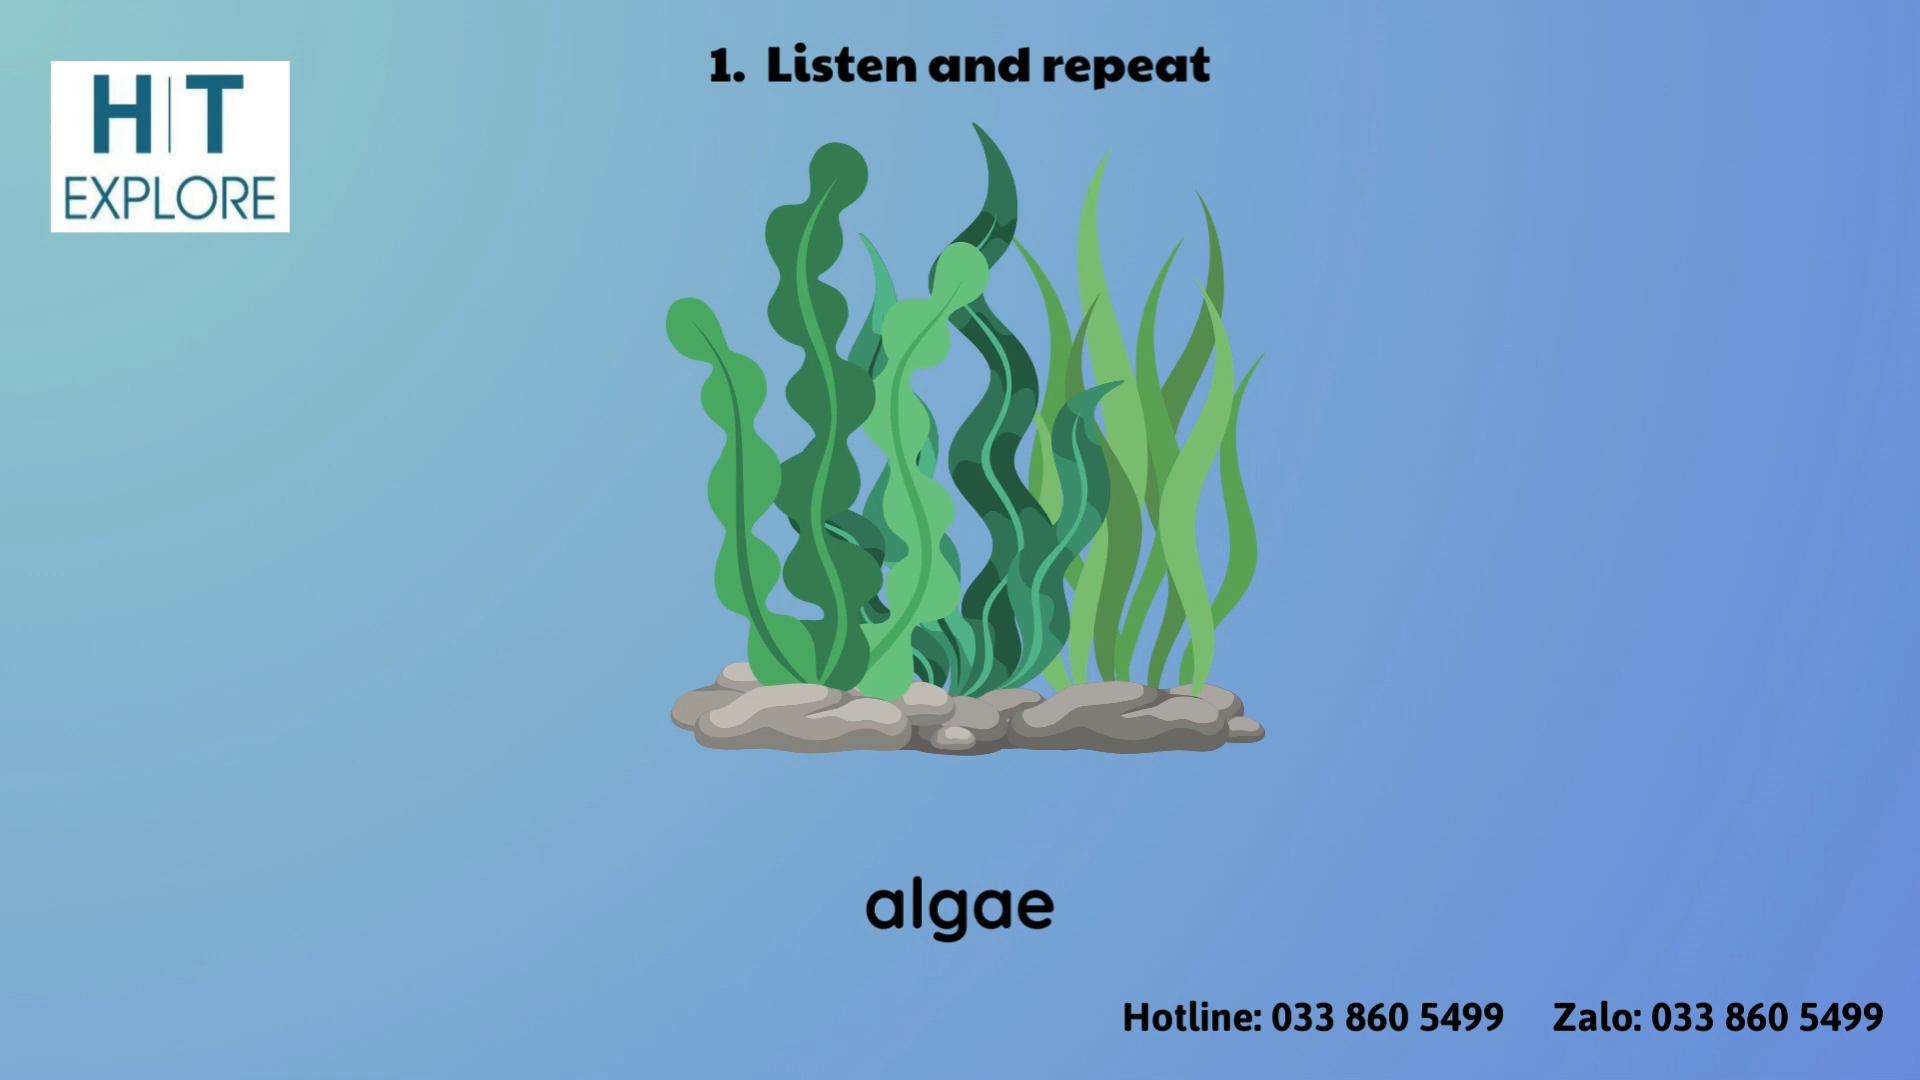 1. Listen and repeat
H|T
EXPLORE
algae
Hotline: 033 860 5499 Zalo: 033 860 5499